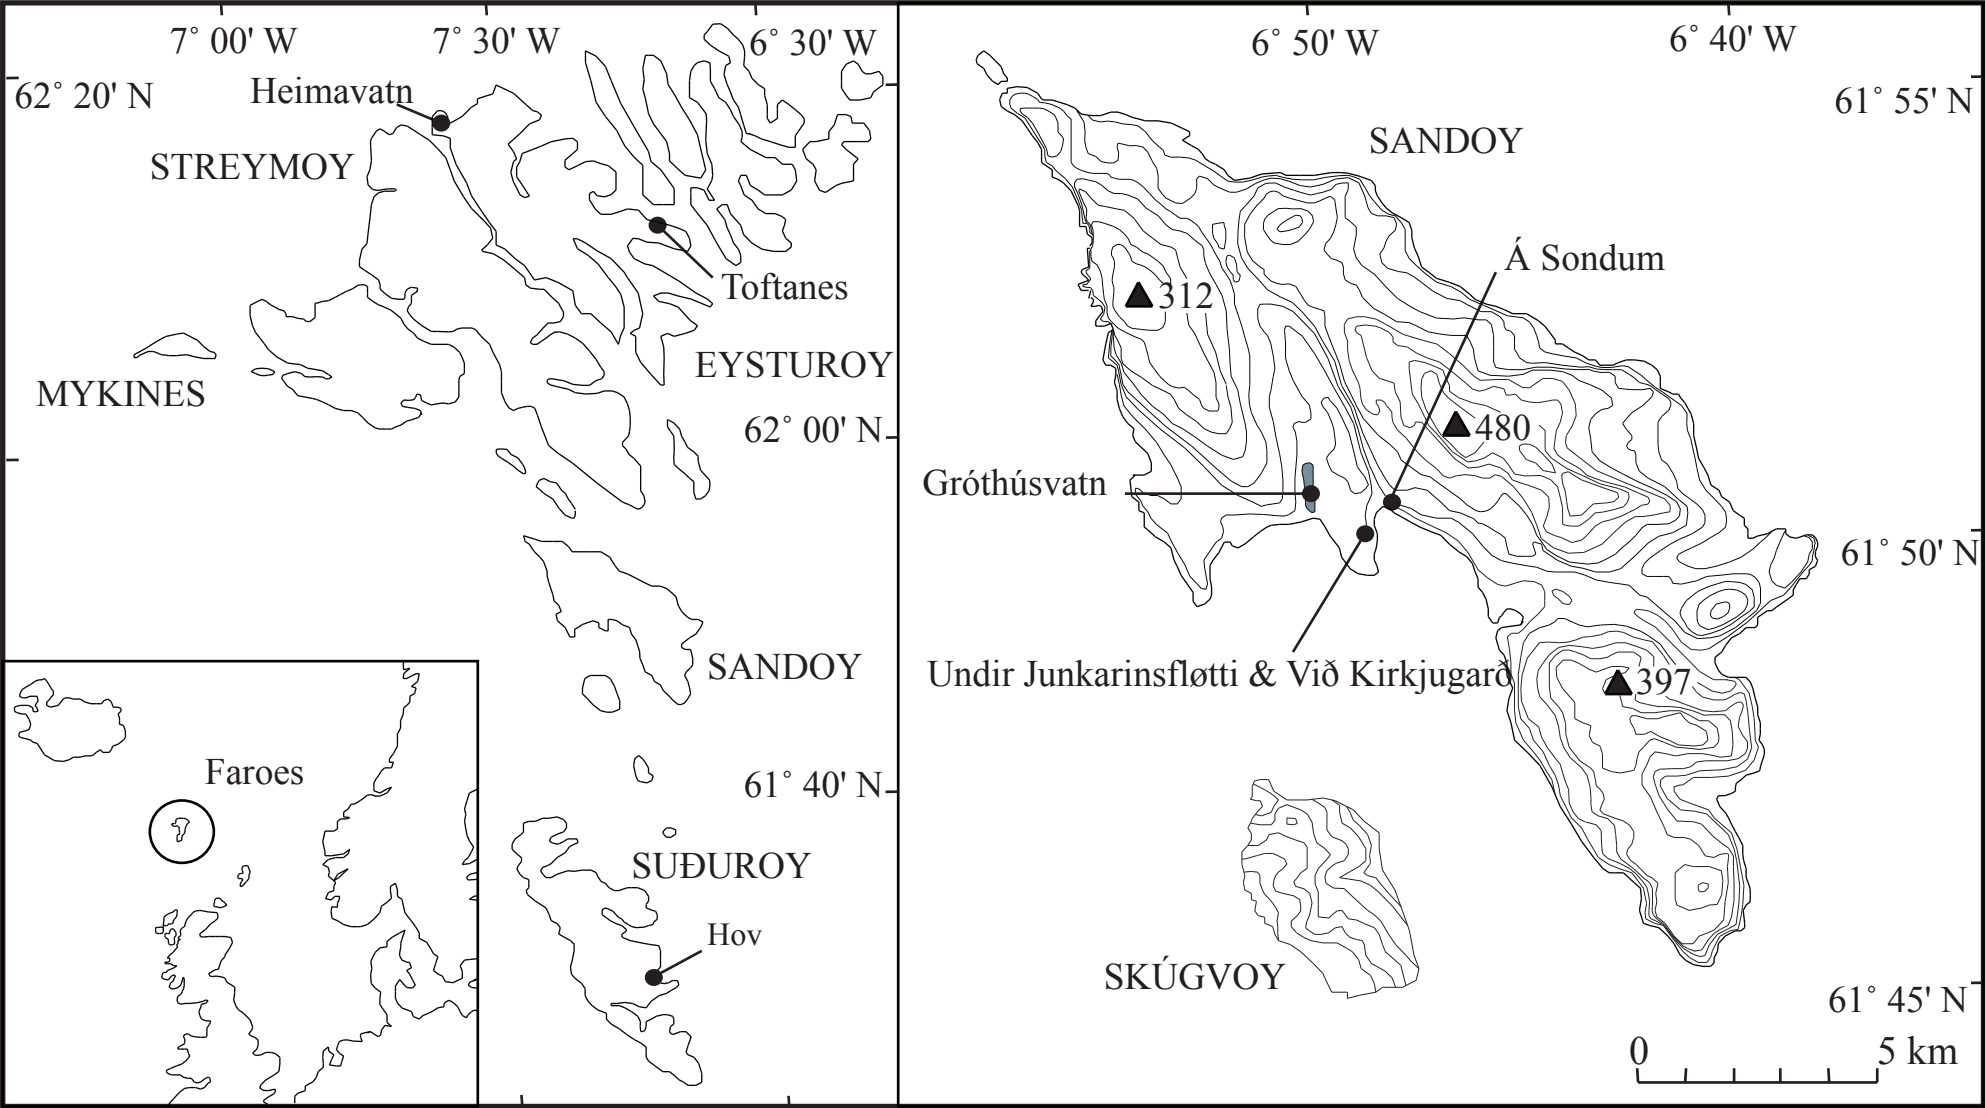 7˚ 00' W
7˚ 30' W
6˚ 30' W
62˚ 20' N
Heimavatn
STREYMOY
Toftanes
EYSTUROY
MYKINES
62˚ 00' N
SANDOY
61˚ 40' N
SUÐUROY
Hov
Faroes
6˚ 50' W
6˚ 40' W
61˚ 55' N
SANDOY
Á Sondum
312
480
Gróthúsvatn
61˚ 50' N
Undir Junkarinsfløtti & Við Kirkjugarð
397
SKÚGVOY
61˚ 45' N
0 5 km